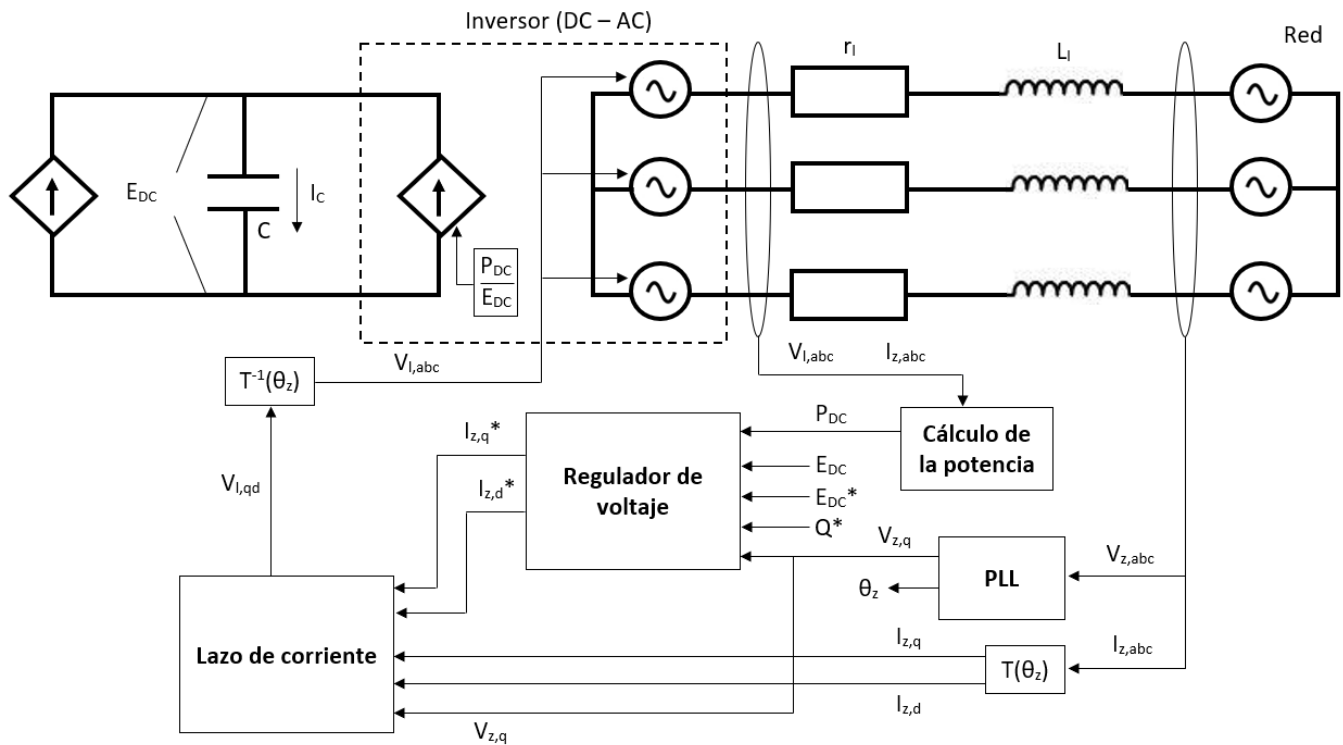 Inversor (DC – AC)
r_l
L_l
Red
E_DC
I_C
C
P_DC
E_DC
V_l,abc
T⁻¹(θ_z)
V_l,abc
I_z,abc
I_z,q*
P_DC
Cálculo de
la potencia
V_l,qd
I_z,d*
Regulador de
voltaje
E_DC
E_DC*
Q*
V_z,q
PLL
V_z,abc
θ_z
Lazo de corriente
I_z,q
T(θ_z)
I_z,abc
I_z,d
V_z,q